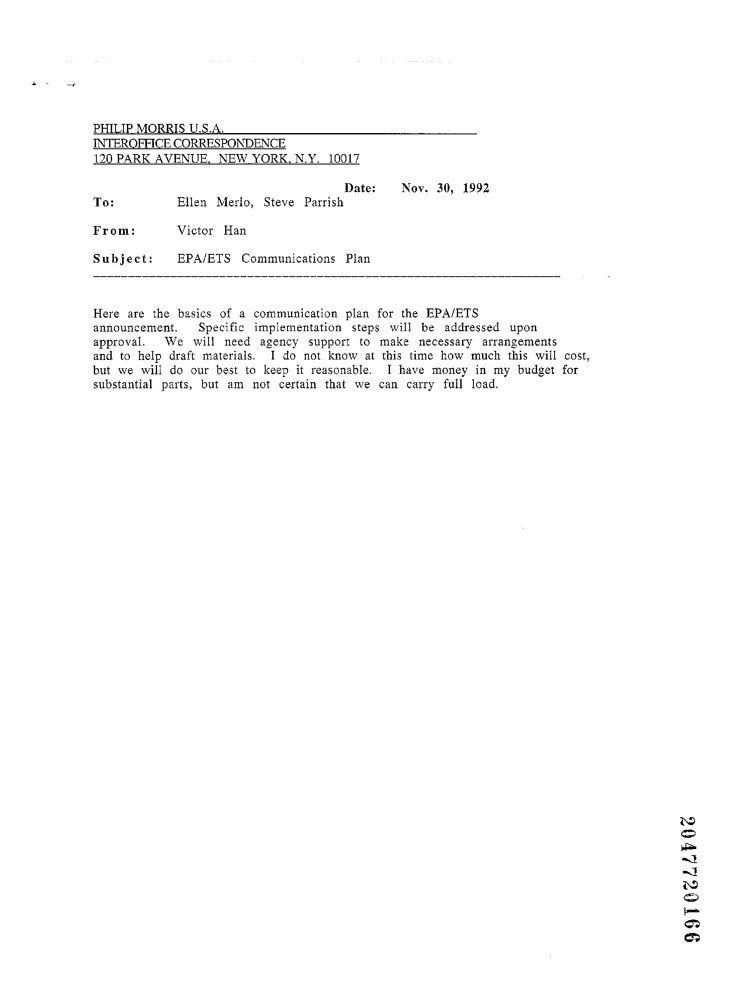 PHILIP MORRIS U.S.A.
INTEROFFICE CORRESPONDENCE
120 PARK AVENUE, NEW YORK, N.Y. 10017
Date: Nov. 30, 1992
To: Ellen Merlo, Steve Parrish
From: Victor Han
Subject: EPA/ETS Communications Plan
Here are the basics of a communication plan for the EPA/ETS
announcement. Specific implementation steps will be addressed upon
approval. We will need agency support to make necessary arrangements
and to help draft materials. I do not know at this time how much this will cost,
but we will do our best to keep it reasonable. I have money in my budget for
substantial parts, but am not certain that we can carry full load.
2047720166